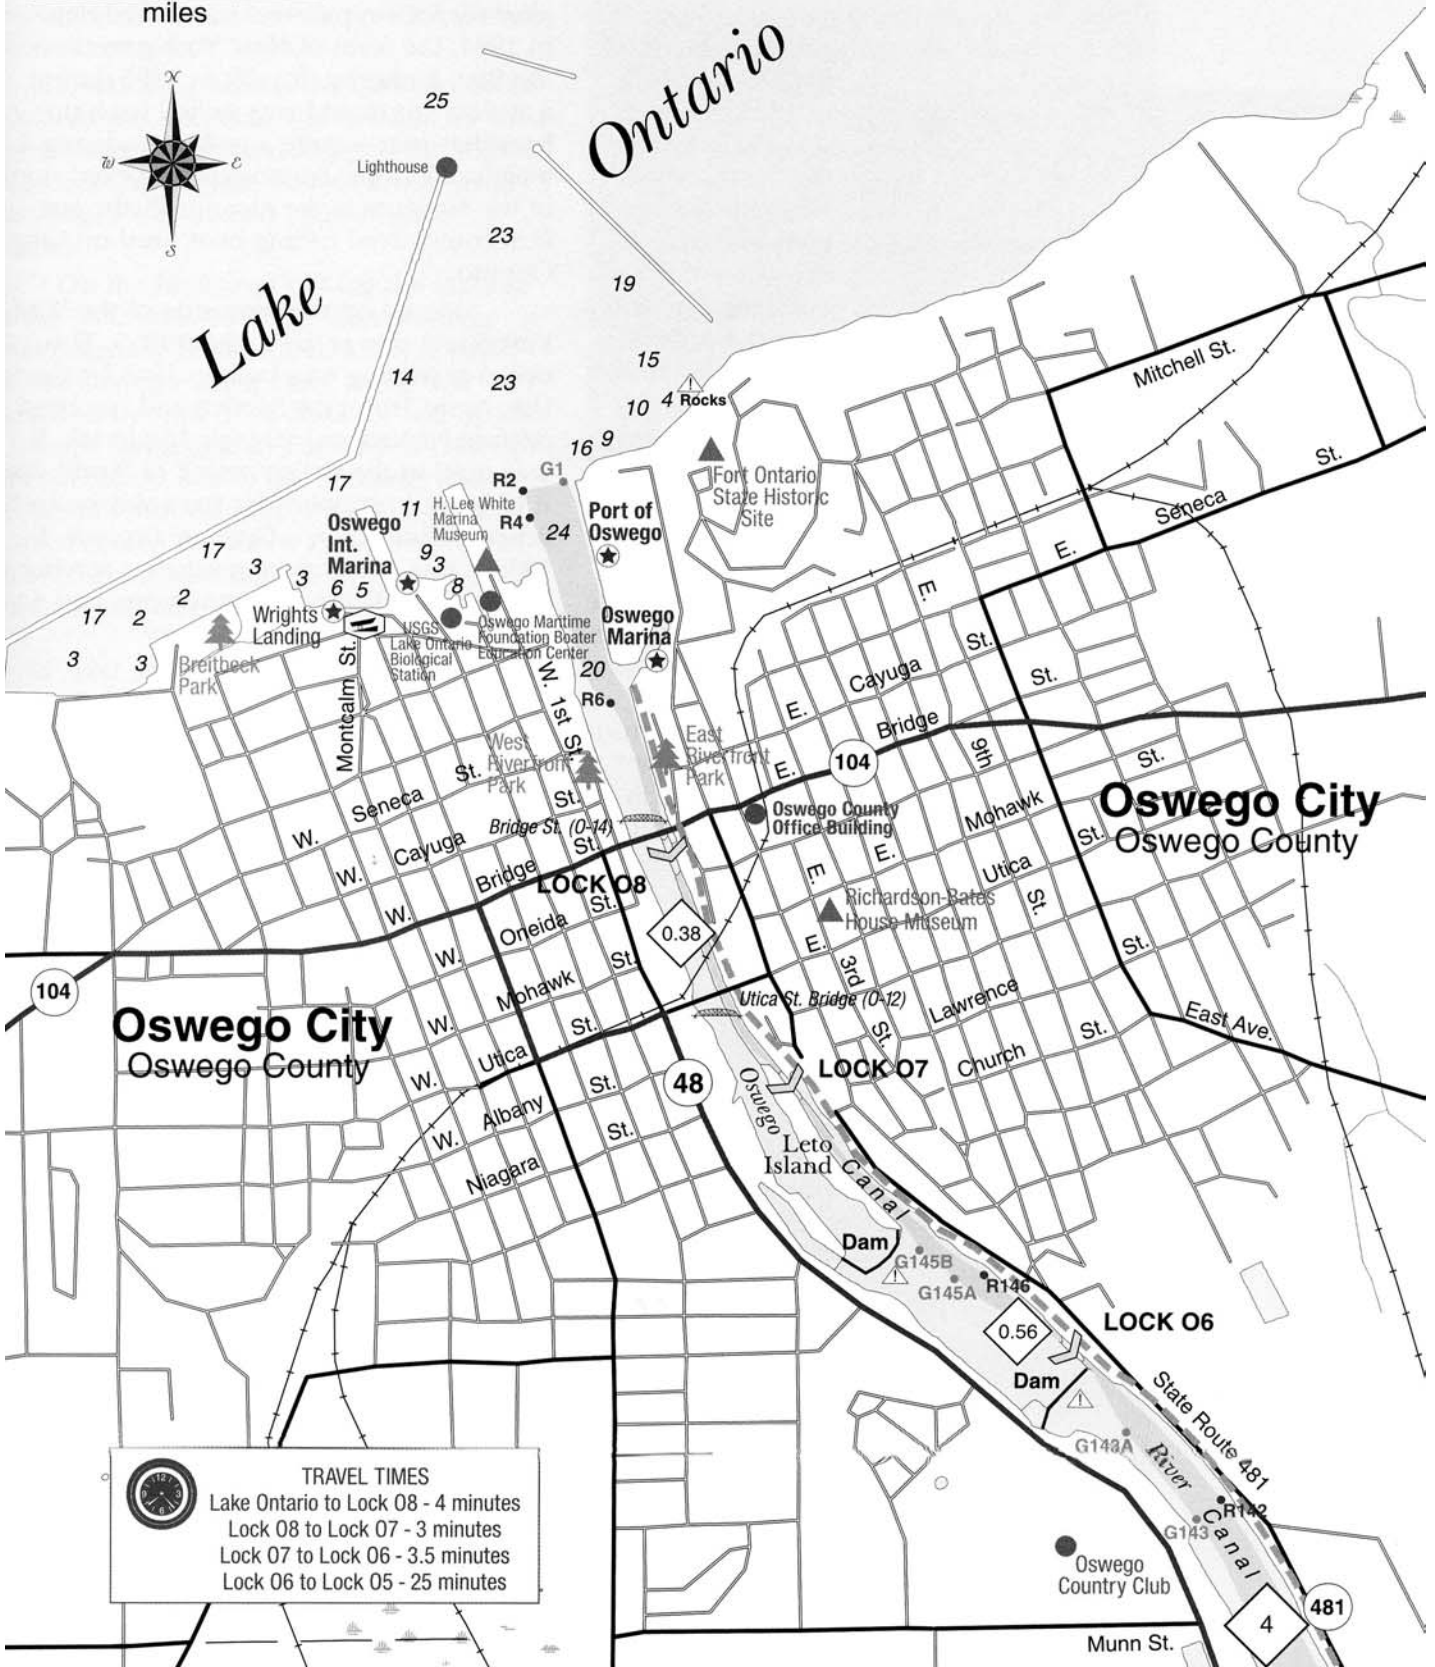 miles
N
W
E
S
Lake
Ontario
25
Lighthouse
23
19
14
23
15
10
4
Rocks
16
9
G1
R2
R4
24
17
11
H. Lee White
Marina
Museum
Oswego
Int.
Marina
9
3
8
17
3
3
6
5
2
17
2
3
3
Port of
Oswego
Fort Ontario
State Historic
Site
Wrights
Landing
USGS
Lake Ontario
Biological
Station
Oswego Maritime
Foundation Boater
Education Center
Oswego
Marina
20
R6
Breitbeck
Park
Montcalm St.
W. 1st St.
West
Riverfront
Park
East
Riverfront
Park
Mitchell St.
E. Seneca St.
E. Cayuga St.
E. Bridge St.
104
E. 9th St.
E. Mohawk St.
E. Utica St.
E. 3rd St.
Lawrence St.
Church St.
East Ave.
Oswego City
Oswego County
Oswego County
Office Building
Richardson-Bates
House Museum
W. Seneca St.
W. Cayuga St.
W. Bridge St.
W. Oneida St.
W. Mohawk St.
W. Utica St.
W. Albany St.
Niagara St.
Bridge St. (O-14)
LOCK O8
0.38
Utica St. Bridge (O-12)
104
Oswego City
Oswego County
48
LOCK O7
Oswego
Leto
Island
Canal
Dam
G145B
G145A
R146
0.56
LOCK O6
Dam
State Route 481
G143A
River
R142
G143
Canal
Oswego
Country Club
481
4
Munn St.
12
3
6
9
TRAVEL TIMES
Lake Ontario to Lock O8 - 4 minutes
Lock O8 to Lock O7 - 3 minutes
Lock O7 to Lock O6 - 3.5 minutes
Lock O6 to Lock O5 - 25 minutes